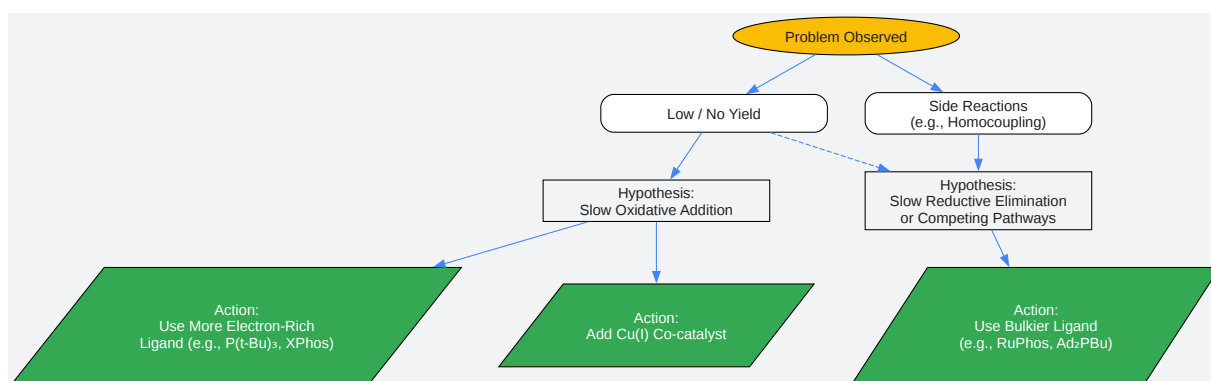 Problem Observed
Low / No Yield
Side Reactions
(e.g., Homocoupling)
Hypothesis:
Slow Oxidative Addition
Hypothesis:
Slow Reductive Elimination
or Competing Pathways
Action:
Use More Electron-Rich
Ligand (e.g., P(t-Bu)₃, XPhos)
Action:
Add Cu(I) Co-catalyst
Action:
Use Bulkier Ligand
(e.g., RuPhos, Ad₂PBu)